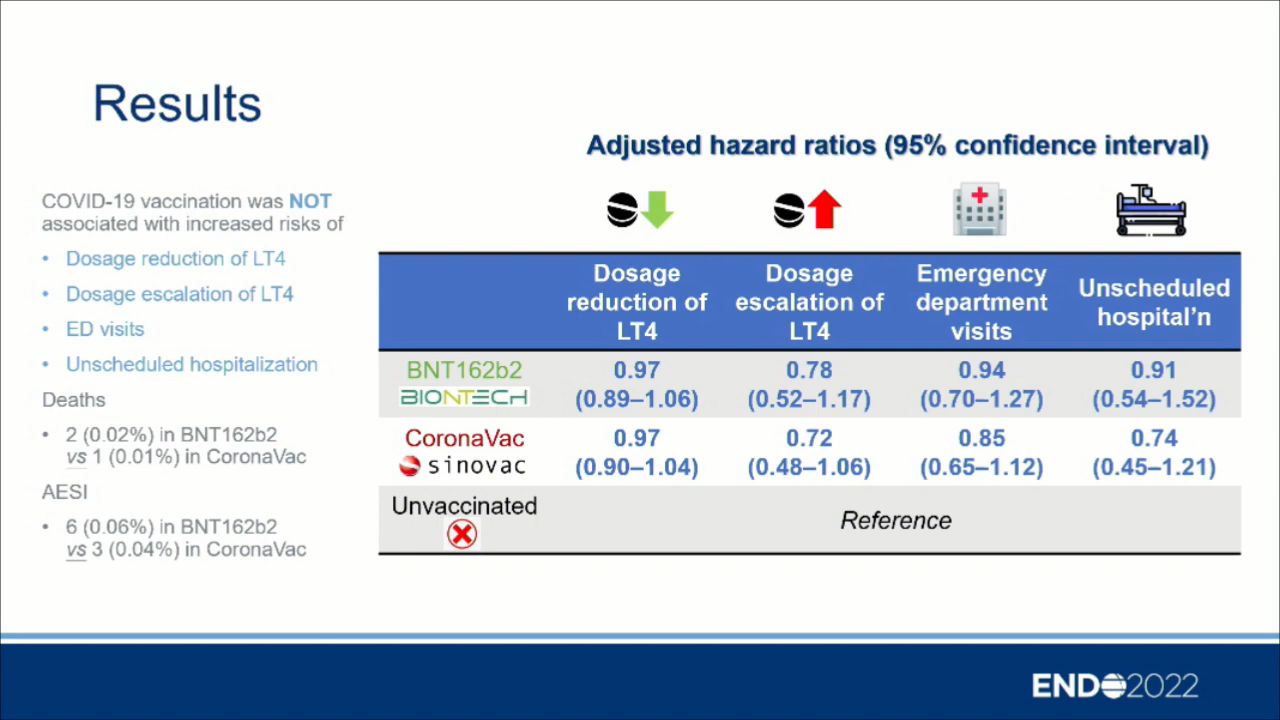 Results
Adjusted hazard ratios (95% confidence interval)
COVID-19 vaccination was NOT
associated with increased risks of
• Dosage reduction of LT4
• Dosage escalation of LT4
• ED visits
• Unscheduled hospitalization
Deaths
• 2 (0.02%) in BNT162b2
vs 1 (0.01%) in CoronaVac
AESI
• 6 (0.06%) in BNT162b2
vs 3 (0.04%) in CoronaVac
Dosage
reduction of
LT4
Dosage
escalation of
LT4
Emergency
department
visits
Unscheduled
hospital’n
BNT162b2
BIONTECH
0.97
(0.89–1.06)
0.78
(0.52–1.17)
0.94
(0.70–1.27)
0.91
(0.54–1.52)
CoronaVac
sinovac
0.97
(0.90–1.04)
0.72
(0.48–1.06)
0.85
(0.65–1.12)
0.74
(0.45–1.21)
Unvaccinated
Reference
ENDO2022